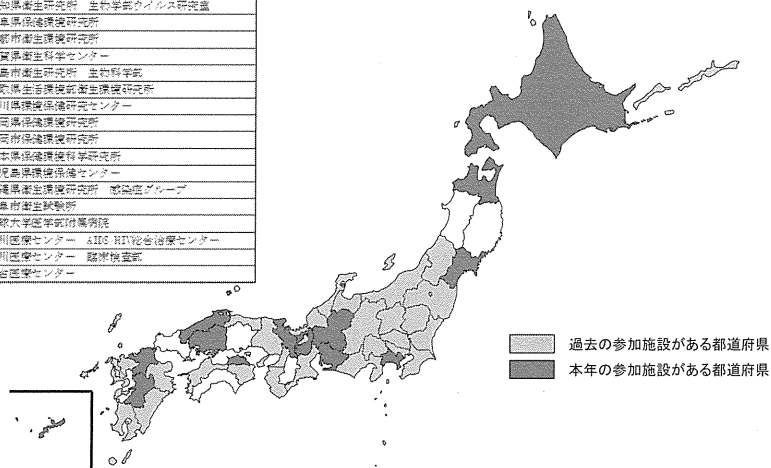 知県衛生研究所 生物学部ウイルス研究室
阜県保健環境研究所
都市衛生環境研究所
賀県衛生科学センター
島市衛生研究所 生物科学部
取県生活環境部衛生環境研究所
川県環境保健研究センター
岡県保健環境研究所
岡市保健環境研究所
本県保健環境科学研究所
児島県環境保健センター
縄県衛生環境研究所 感染症グループ
阜市衛生試験所
球大学医学部附属病院
川医療センター AIDS/HIV総合治療センター
川医療センター 臨床検査部
古医療センター
過去の参加施設がある都道府県
本年の参加施設がある都道府県